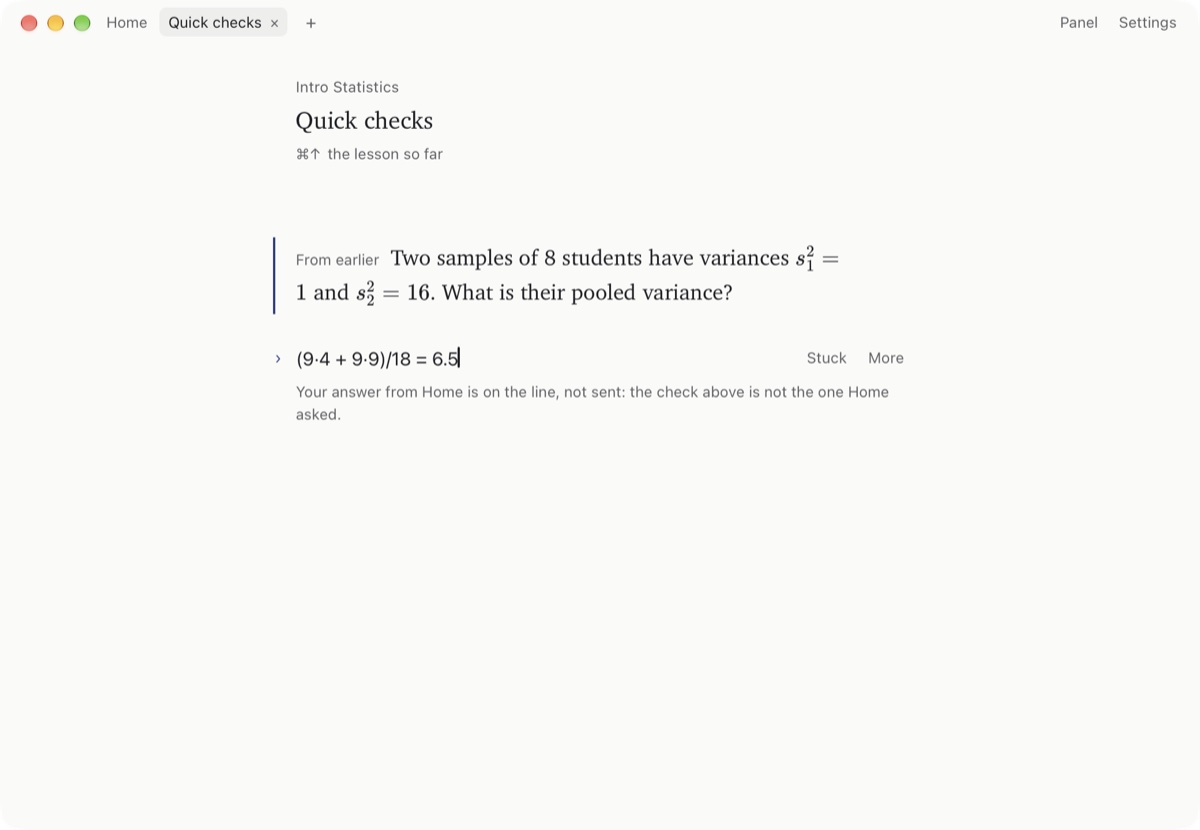 Home Quick checks × + Panel Settings
Intro Statistics
Quick checks
⌘↑ the lesson so far
From earlier Two samples of 8 students have variances s₁² =
1 and s₂² = 16. What is their pooled variance?
› (9·4 + 9·9)/18 = 6.5 Stuck More
Your answer from Home is on the line, not sent: the check above is not the one Home
asked.